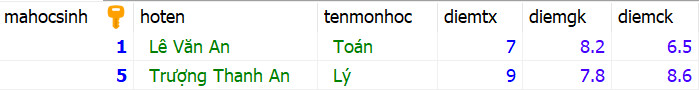 mahocsinh hoten tenmonhoc diemtx diemgk diemck
1 Lê Văn An Toán 7 8.2 6.5
5 Trượng Thanh An Lý 9 7.8 8.6